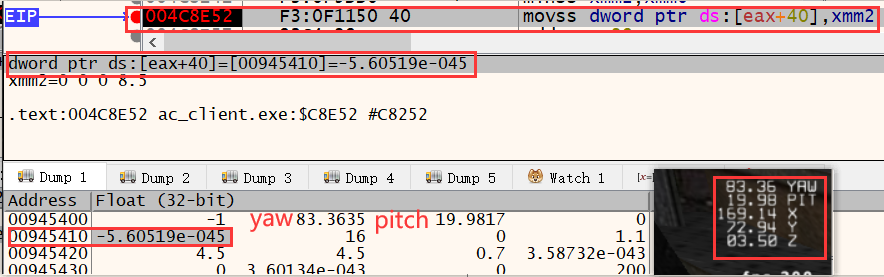 EIP
004C8E52 F3:0F1150 40 movss dword ptr ds:[eax+40],xmm2
dword ptr ds:[eax+40]=[00945410]=-5.60519e-045
xmm2=0 0 0 8.5
.text:004C8E52 ac_client.exe:$C8E52 #C8252
Dump 1 Dump 2 Dump 3 Dump 4 Dump 5 Watch 1 [x=
Address Float (32-bit)
00945400 -1 yaw 83.3635 pitch 19.9817 0
00945410 -5.60519e-045 16 0 1.1
00945420 4.5 4.5 0.7 3.58732e-043
00945430 0 3.60134e-043 0 200
83.36 YAW
19.98 PIT
169.14 X
72.94 Y
03.50 Z